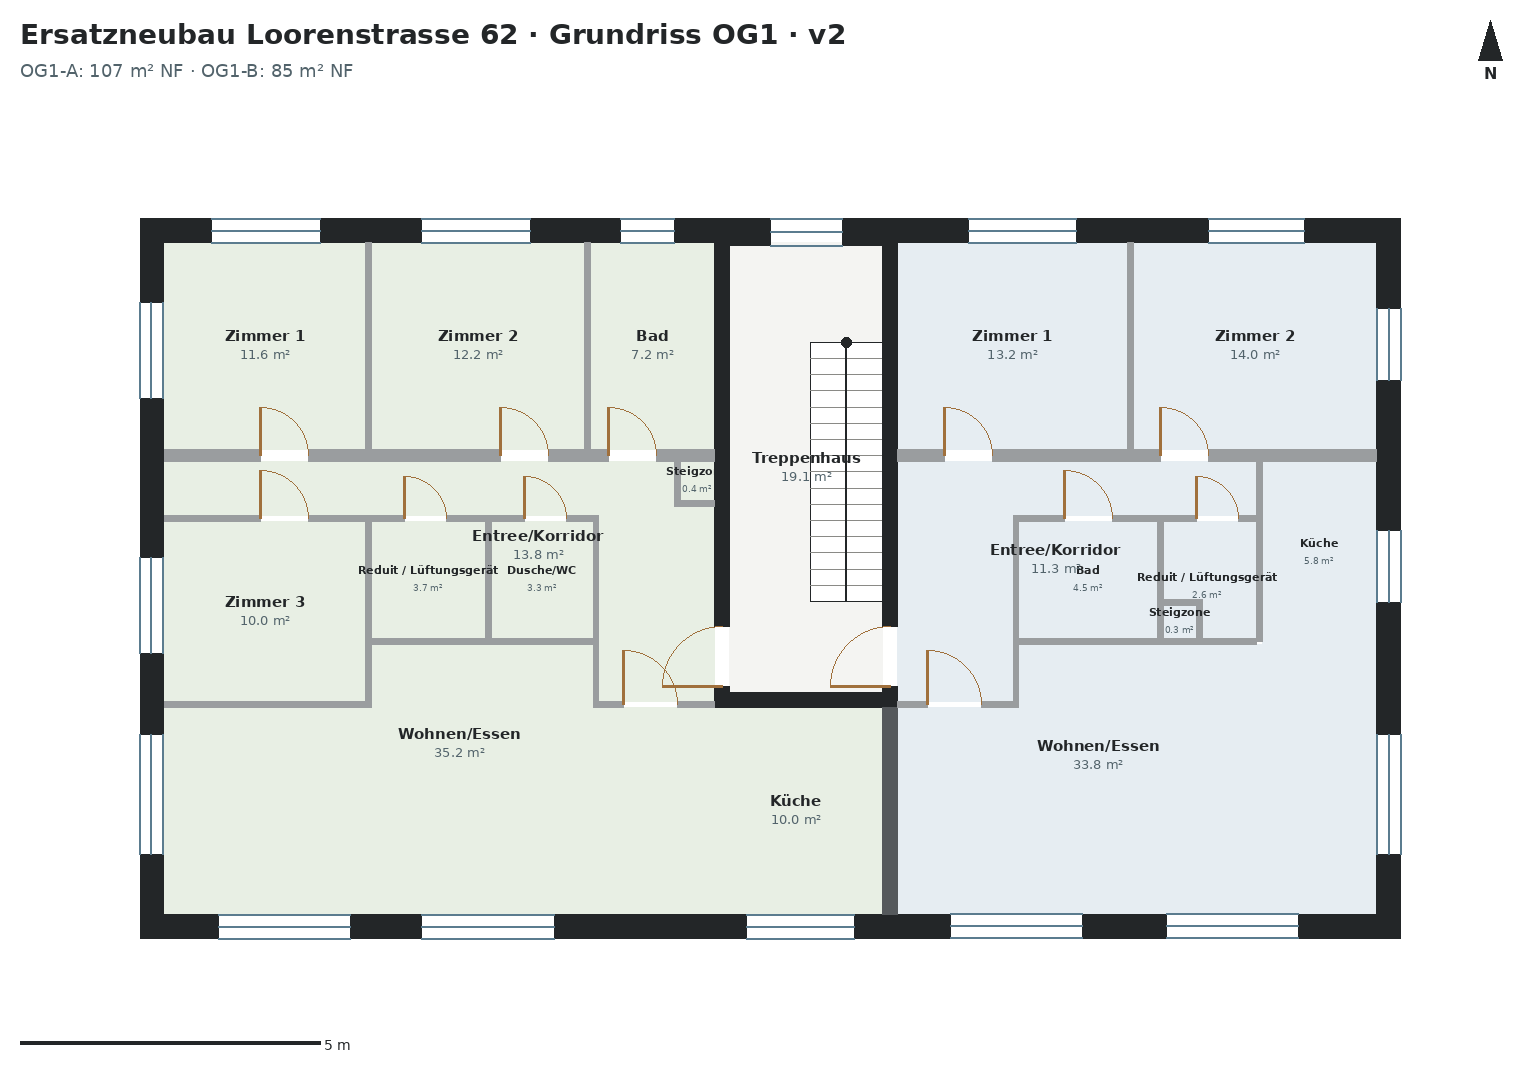 Ersatzneubau Loorenstrasse 62 · Grundriss OG1 · v2
OG1-A: 107 m² NF · OG1-B: 85 m² NF
N
Zimmer 1
11.6 m²
Zimmer 2
12.2 m²
Bad
7.2 m²
Zimmer 1
13.2 m²
Zimmer 2
14.0 m²
Treppenhaus
19.1 m²
Steigzo
0.4 m²
Entree/Korridor
13.8 m²
Reduit / Lüftungsgerät
3.7 m²
Dusche/WC
3.3 m²
Zimmer 3
10.0 m²
Entree/Korridor
11.3 m²
Bad
4.5 m²
Reduit / Lüftungsgerät
2.6 m²
Steigzone
0.3 m²
Küche
5.8 m²
Wohnen/Essen
35.2 m²
Küche
10.0 m²
Wohnen/Essen
33.8 m²
5 m